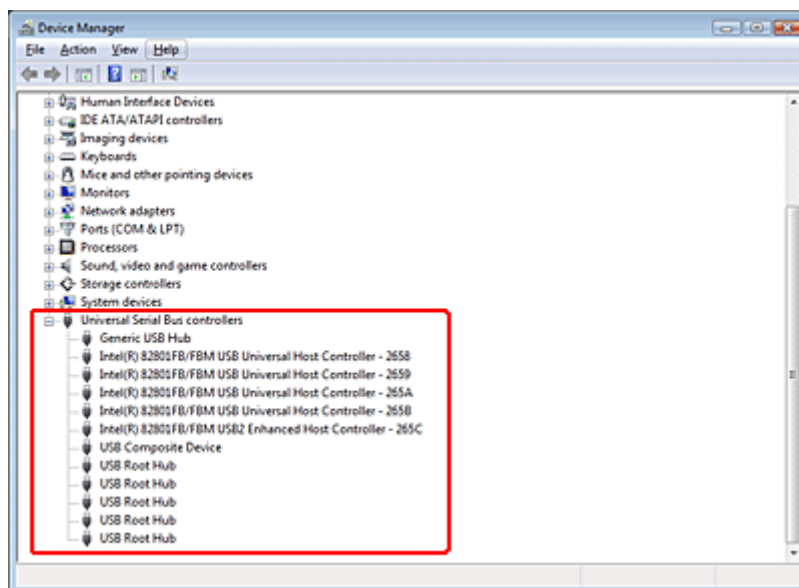 Device Manager
File Action View Help
Human Interface Devices
IDE ATA/ATAPI controllers
Imaging devices
Keyboards
Mice and other pointing devices
Monitors
Network adapters
Ports (COM & LPT)
Processors
Sound, video and game controllers
Storage controllers
System devices
Universal Serial Bus controllers
Generic USB Hub
Intel(R) 82801FB/FBM USB Universal Host Controller - 2658
Intel(R) 82801FB/FBM USB Universal Host Controller - 2659
Intel(R) 82801FB/FBM USB Universal Host Controller - 265A
Intel(R) 82801FB/FBM USB Universal Host Controller - 265B
Intel(R) 82801FB/FBM USB2 Enhanced Host Controller - 265C
USB Composite Device
USB Root Hub
USB Root Hub
USB Root Hub
USB Root Hub
USB Root Hub